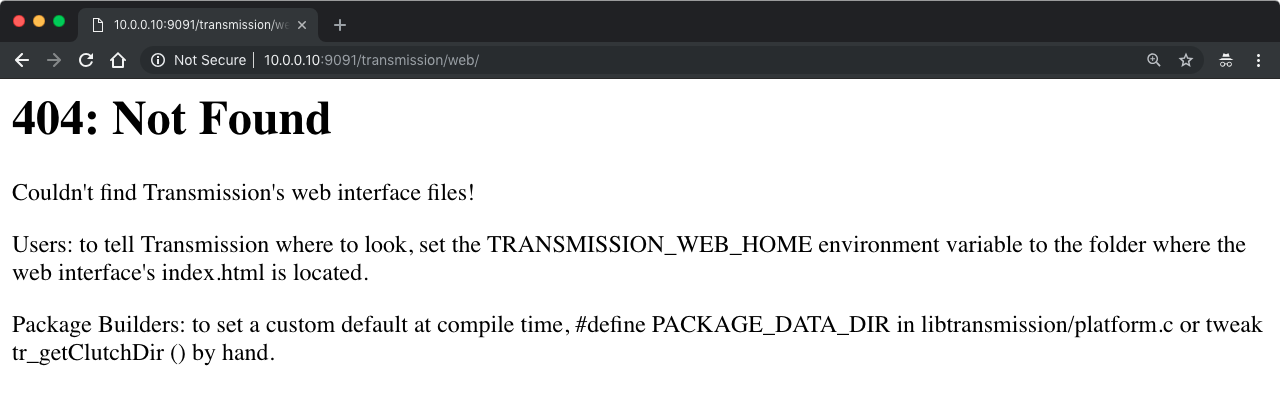 10.0.0.10:9091/transmission/we
Not Secure | 10.0.0.10:9091/transmission/web/
404: Not Found
Couldn't find Transmission's web interface files!
Users: to tell Transmission where to look, set the TRANSMISSION_WEB_HOME environment variable to the folder where the
web interface's index.html is located.
Package Builders: to set a custom default at compile time, #define PACKAGE_DATA_DIR in libtransmission/platform.c or tweak
tr_getClutchDir () by hand.